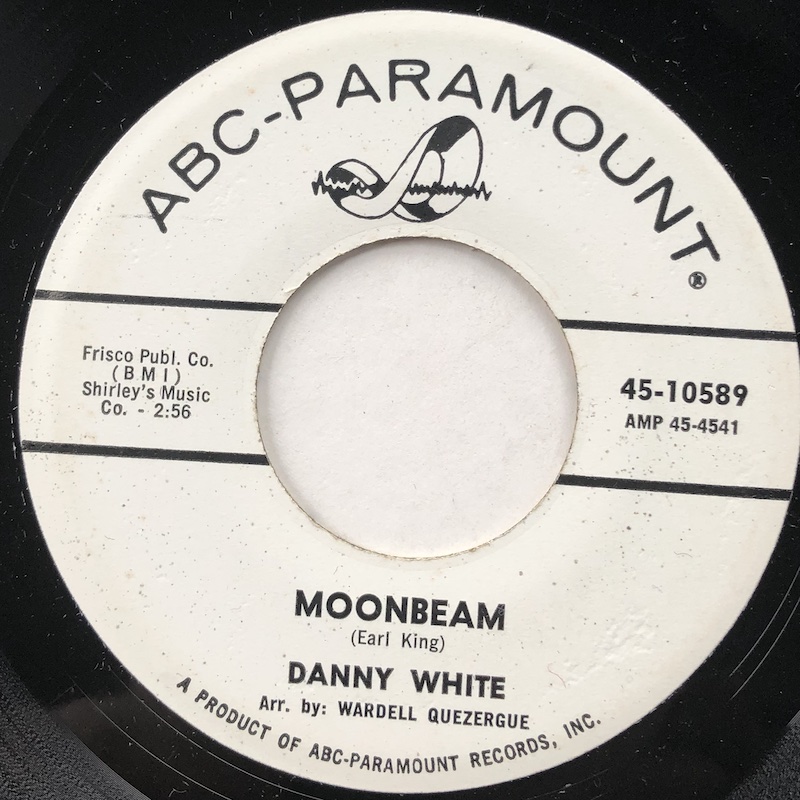 ABC-PARAMOUNT®
Frisco Publ. Co.
(BMI)
Shirley's Music
Co. - 2:56
45-10589
AMP 45-4541
MOONBEAM
(Earl King)
DANNY WHITE
Arr. by: WARDELL QUEZERGUE
A PRODUCT OF ABC-PARAMOUNT RECORDS, INC.